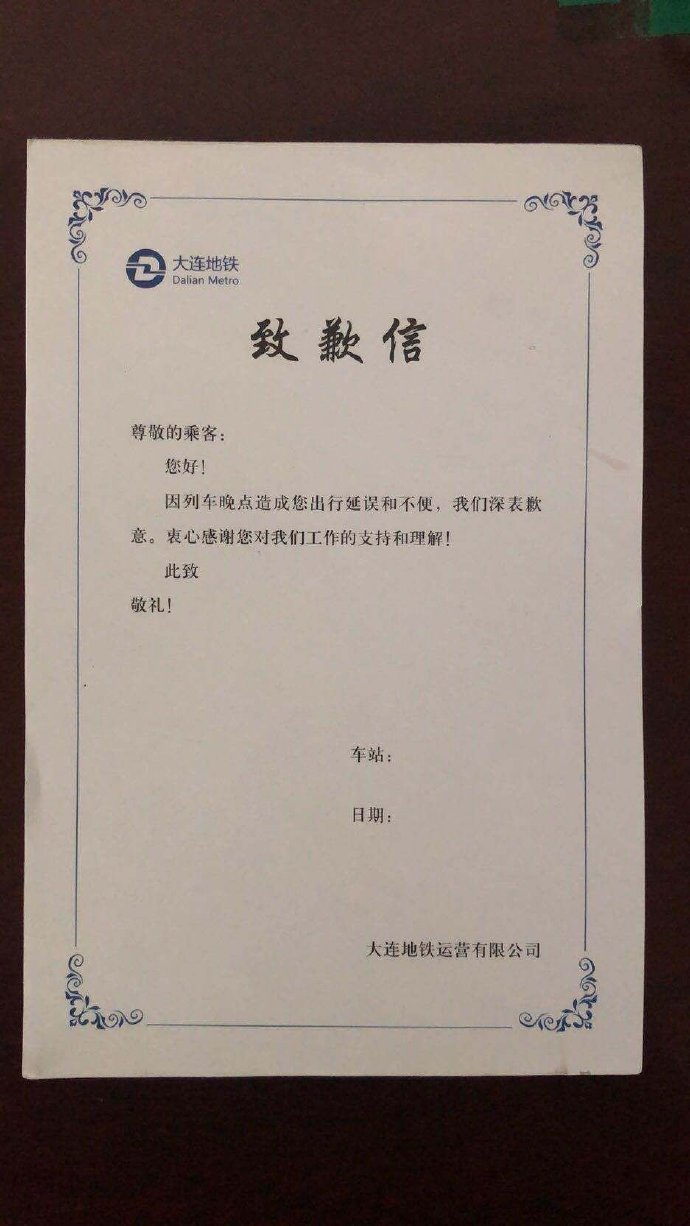 大连地铁
Dalian Metro
致歉信
尊敬的乘客：
您好！
因列车晚点造成您出行延误和不便，我们深表歉
意。衷心感谢您对我们工作的支持和理解！
此致
敬礼！
车站：
日期：
大连地铁运营有限公司